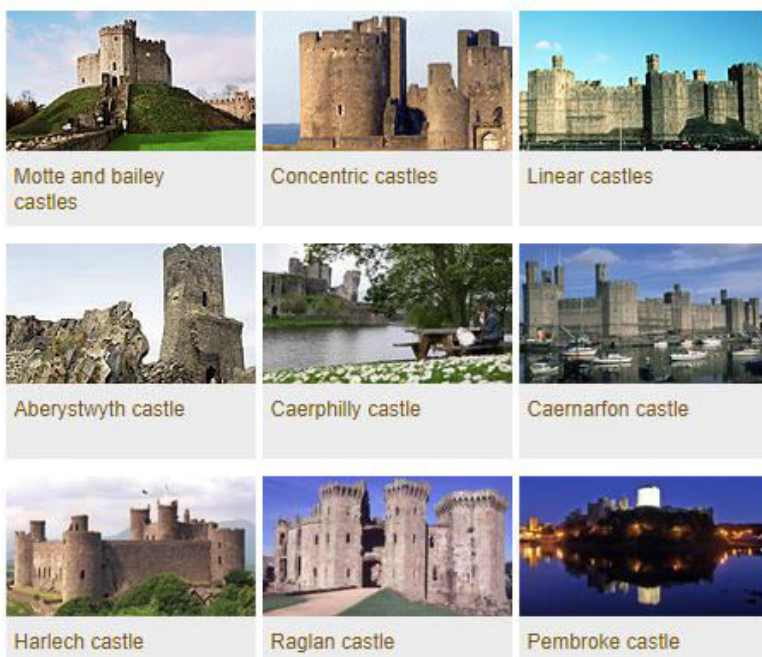 Motte and bailey
castles
Concentric castles
Linear castles
Aberystwyth castle
Caerphilly castle
Caernarfon castle
Harlech castle
Raglan castle
Pembroke castle